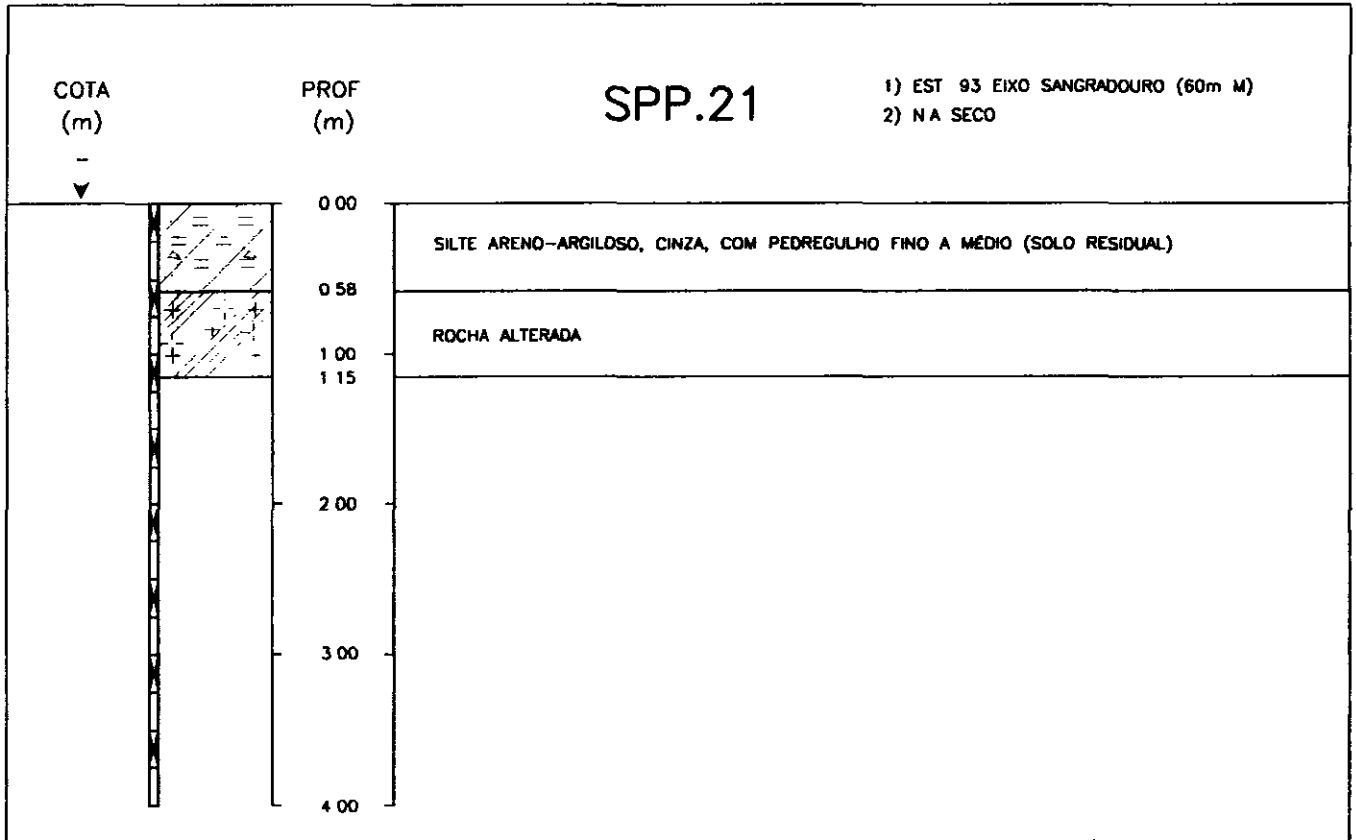 COTA
(m)
-
PROF
(m)
SPP.21
1) EST 93 EIXO SANGRADOURO (60m M)
2) N A SECO
0 00
SILTE ARENO-ARGILOSO, CINZA, COM PEDREGULHO FINO A MÉDIO (SOLO RESIDUAL)
0 58
ROCHA ALTERADA
1 00
1 15
2 00
3 00
4 00